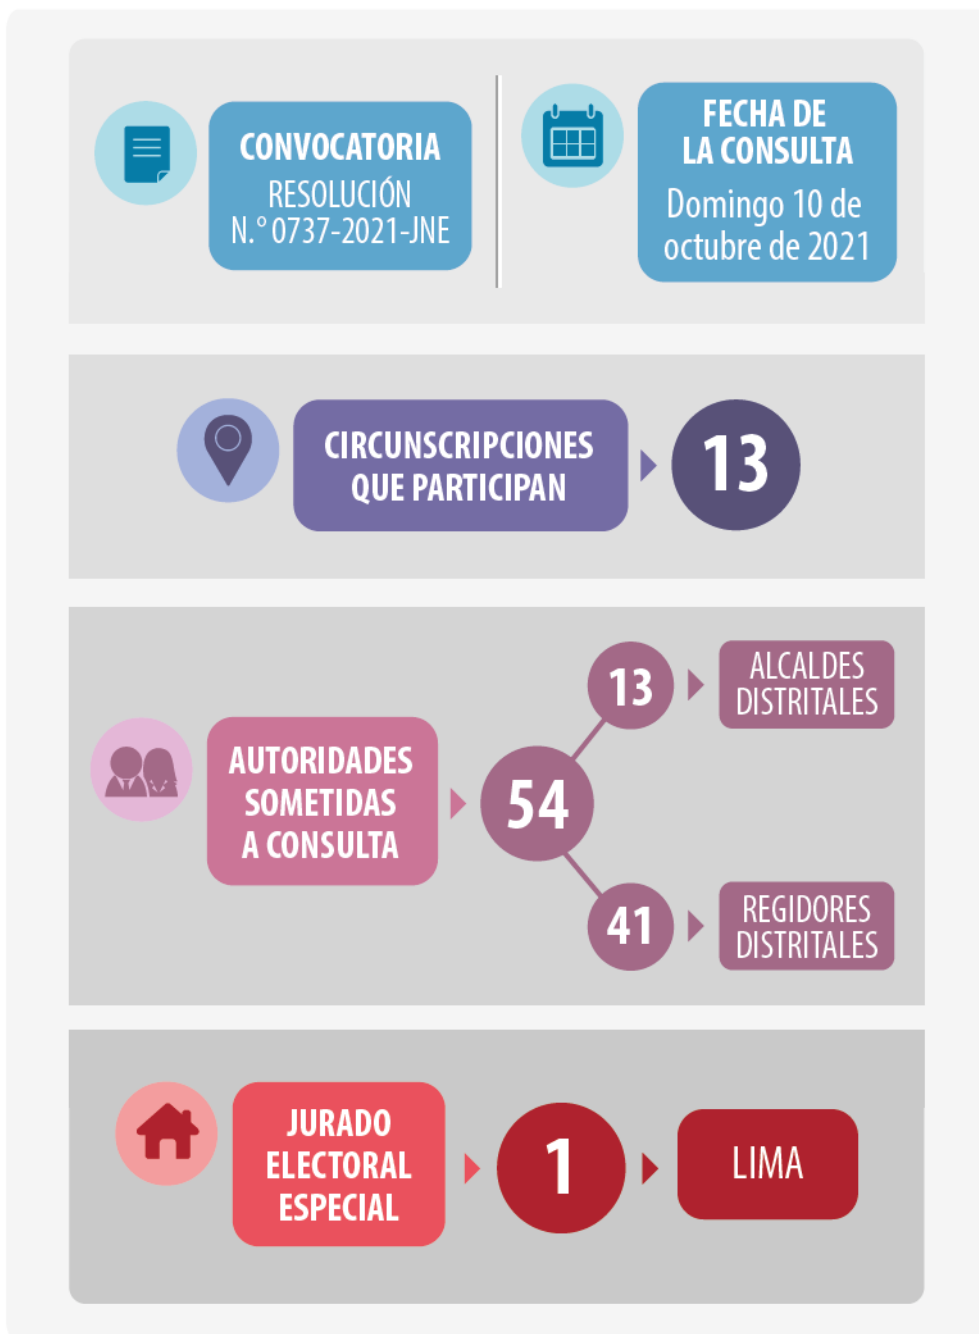 CONVOCATORIA
RESOLUCIÓN
N.° 0737-2021-JNE
FECHA DE
LA CONSULTA
Domingo 10 de
octubre de 2021
CIRCUNSCRIPCIONES
QUE PARTICIPAN
13
AUTORIDADES
SOMETIDAS
A CONSULTA
54
13
ALCALDES
DISTRITALES
41
REGIDORES
DISTRITALES
JURADO
ELECTORAL
ESPECIAL
1
LIMA